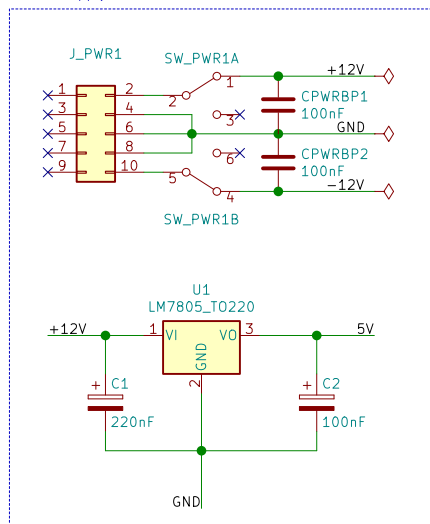 J_PWR1
SW_PWR1A
1 2
3 4
5 6
7 8
9 10
2 1
3
+12V
CPWRBP1
100nF
GND
6
5 4
CPWRBP2
100nF
-12V
SW_PWR1B
U1
LM7805_TO220
+12V 1 VI VO 3 5V
GND
2
+ C1
220nF
+ C2
100nF
GND